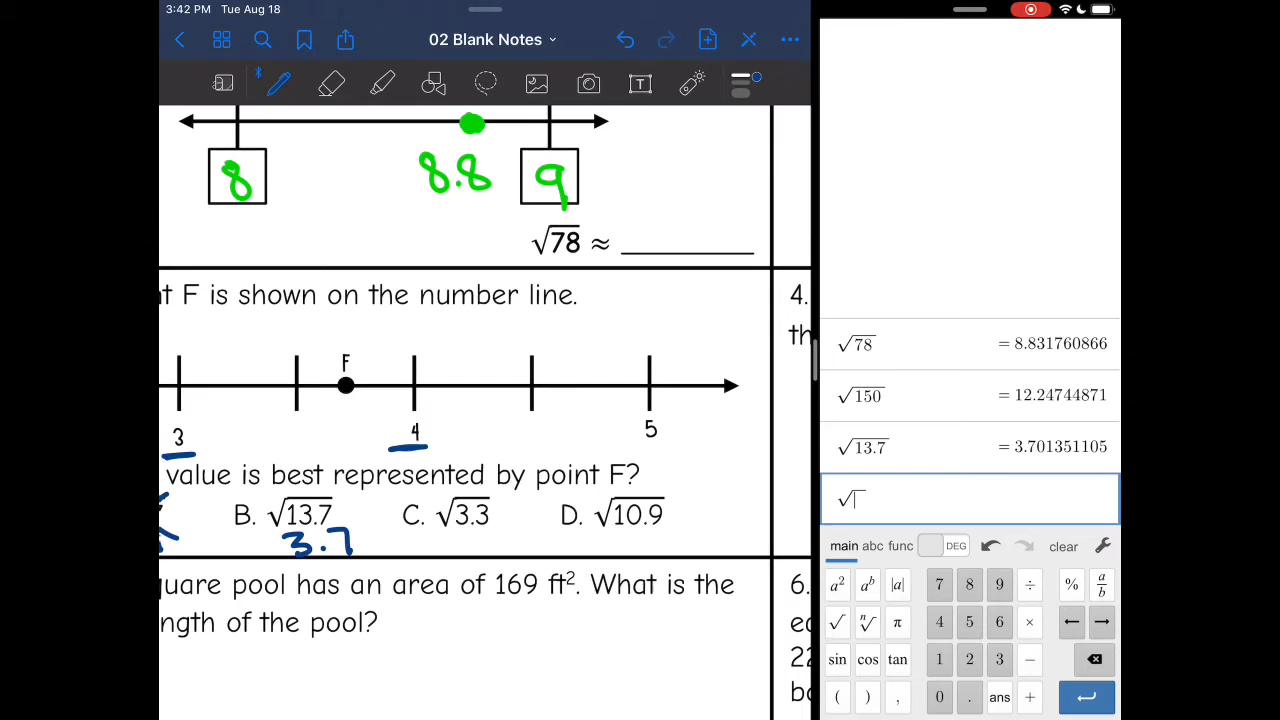 3:42 PM Tue Aug 18
02 Blank Notes
T
8
8.8
9
√78 ≈ ________
t F is shown on the number line.
F
3
4
5
value is best represented by point F?
B. √13.7 C. √3.3 D. √10.9
3.7
quare pool has an area of 169 ft². What is the
ngth of the pool?
4.
th
6.
ea
22
bo
√78 = 8.831760866
√150 = 12.24744871
√13.7 = 3.701351105
√
main abc func DEG clear
a² aᵇ |a| 7 8 9 ÷ % a/b
√ ⁿ√ π 4 5 6 × ← →
sin cos tan 1 2 3 −
( ) , 0 . ans +